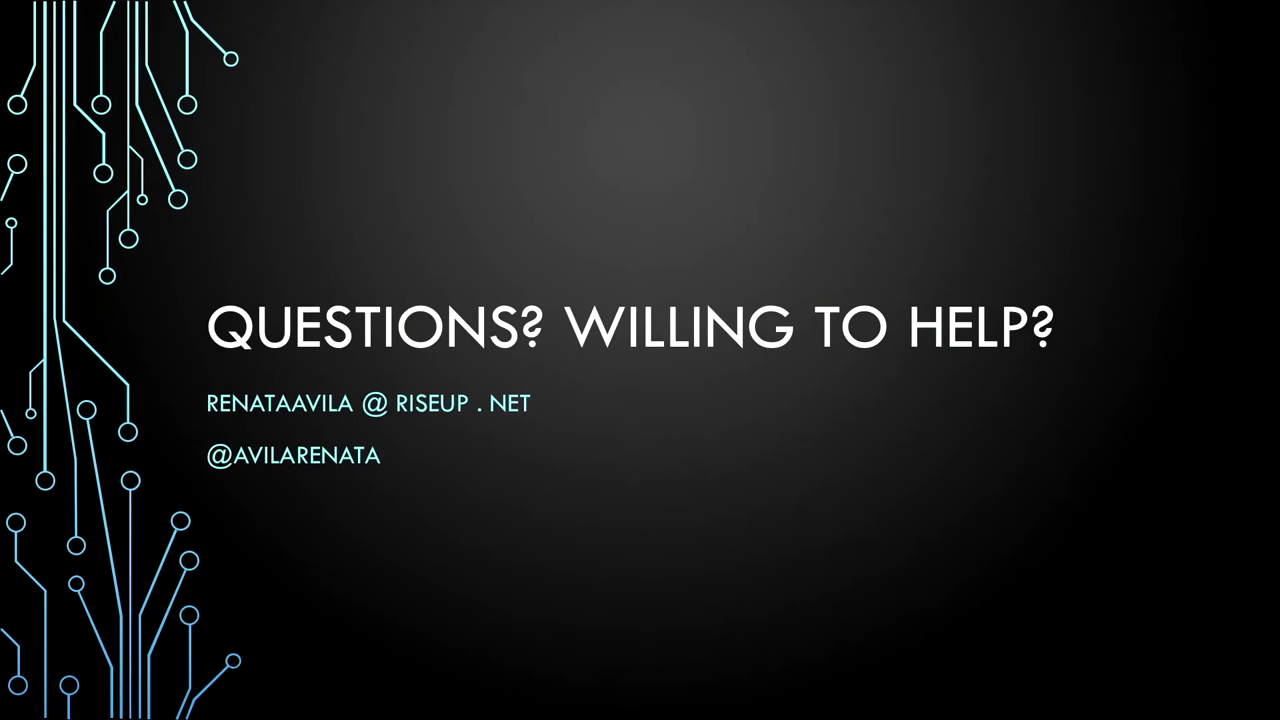 QUESTIONS? WILLING TO HELP?
RENATAAVILA @ RISEUP . NET
@AVILARENATA